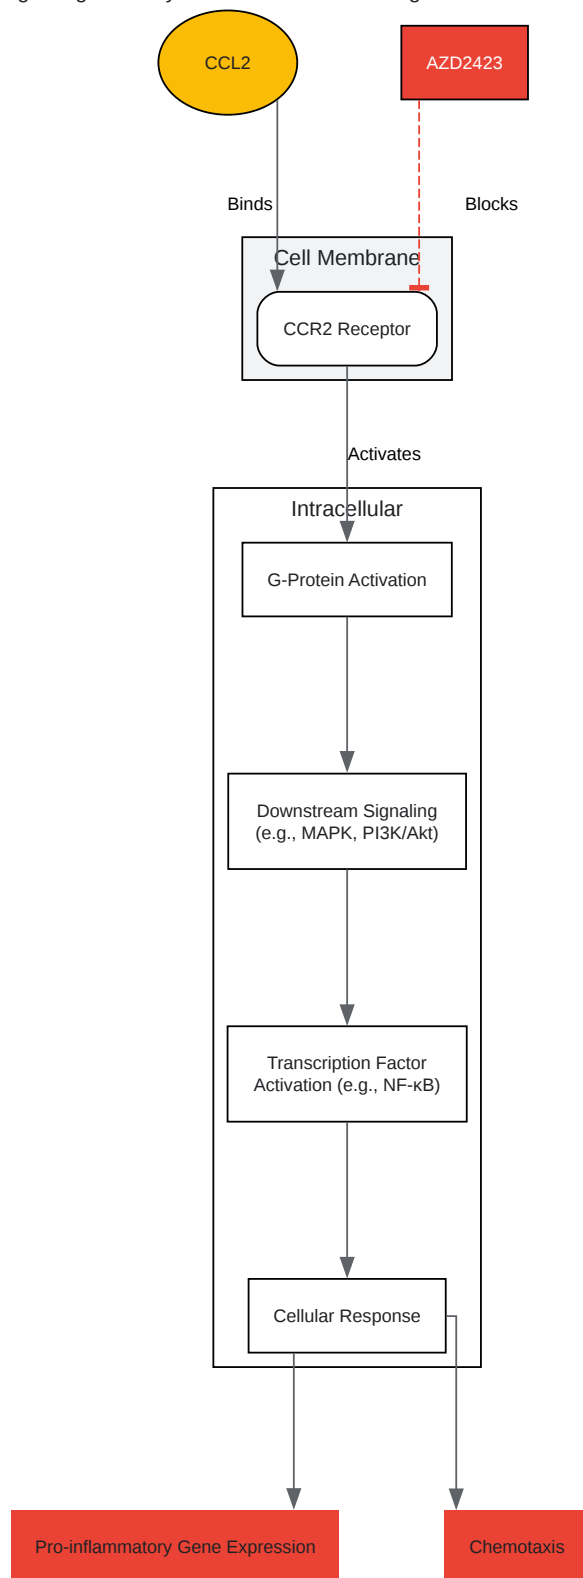 CCL2
AZD2423
Binds
Blocks
Cell Membrane
CCR2 Receptor
Activates
Intracellular
G-Protein Activation
Downstream Signaling
(e.g., MAPK, PI3K/Akt)
Transcription Factor
Activation (e.g., NF-κB)
Cellular Response
Pro-inflammatory Gene Expression
Chemotaxis